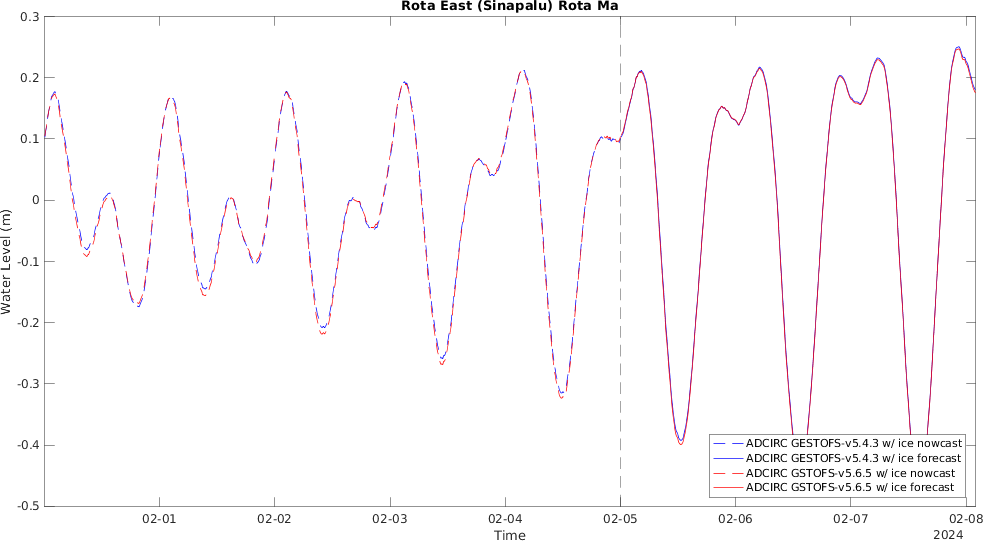 Rota East (Sinapalu) Rota Ma
0.3
0.2
0.1
0
-0.1
-0.2
-0.3
-0.4
-0.5
Water Level (m)
02-01
02-02
02-03
02-04
02-05
02-06
02-07
02-08
Time
2024
ADCIRC GESTOFS-v5.4.3 w/ ice nowcast
ADCIRC GESTOFS-v5.4.3 w/ ice forecast
ADCIRC GSTOFS-v5.6.5 w/ ice nowcast
ADCIRC GSTOFS-v5.6.5 w/ ice forecast